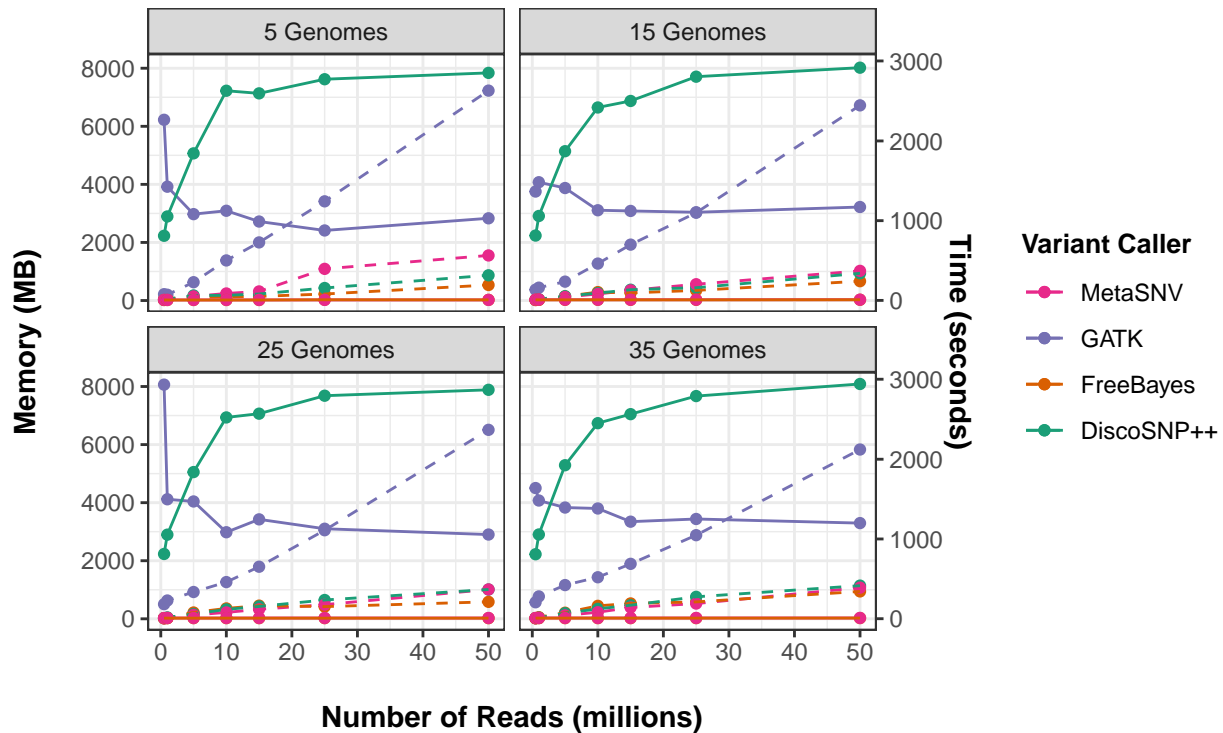 5 Genomes
15 Genomes
8000
6000
4000
2000
0
3000
2000
1000
0
25 Genomes
35 Genomes
8000
6000
4000
2000
0
3000
2000
1000
0
0 10 20 30 40 50
0 10 20 30 40 50
Number of Reads (millions)
Memory (MB)
Time (seconds)
Variant Caller
MetaSNV
GATK
FreeBayes
DiscoSNP++